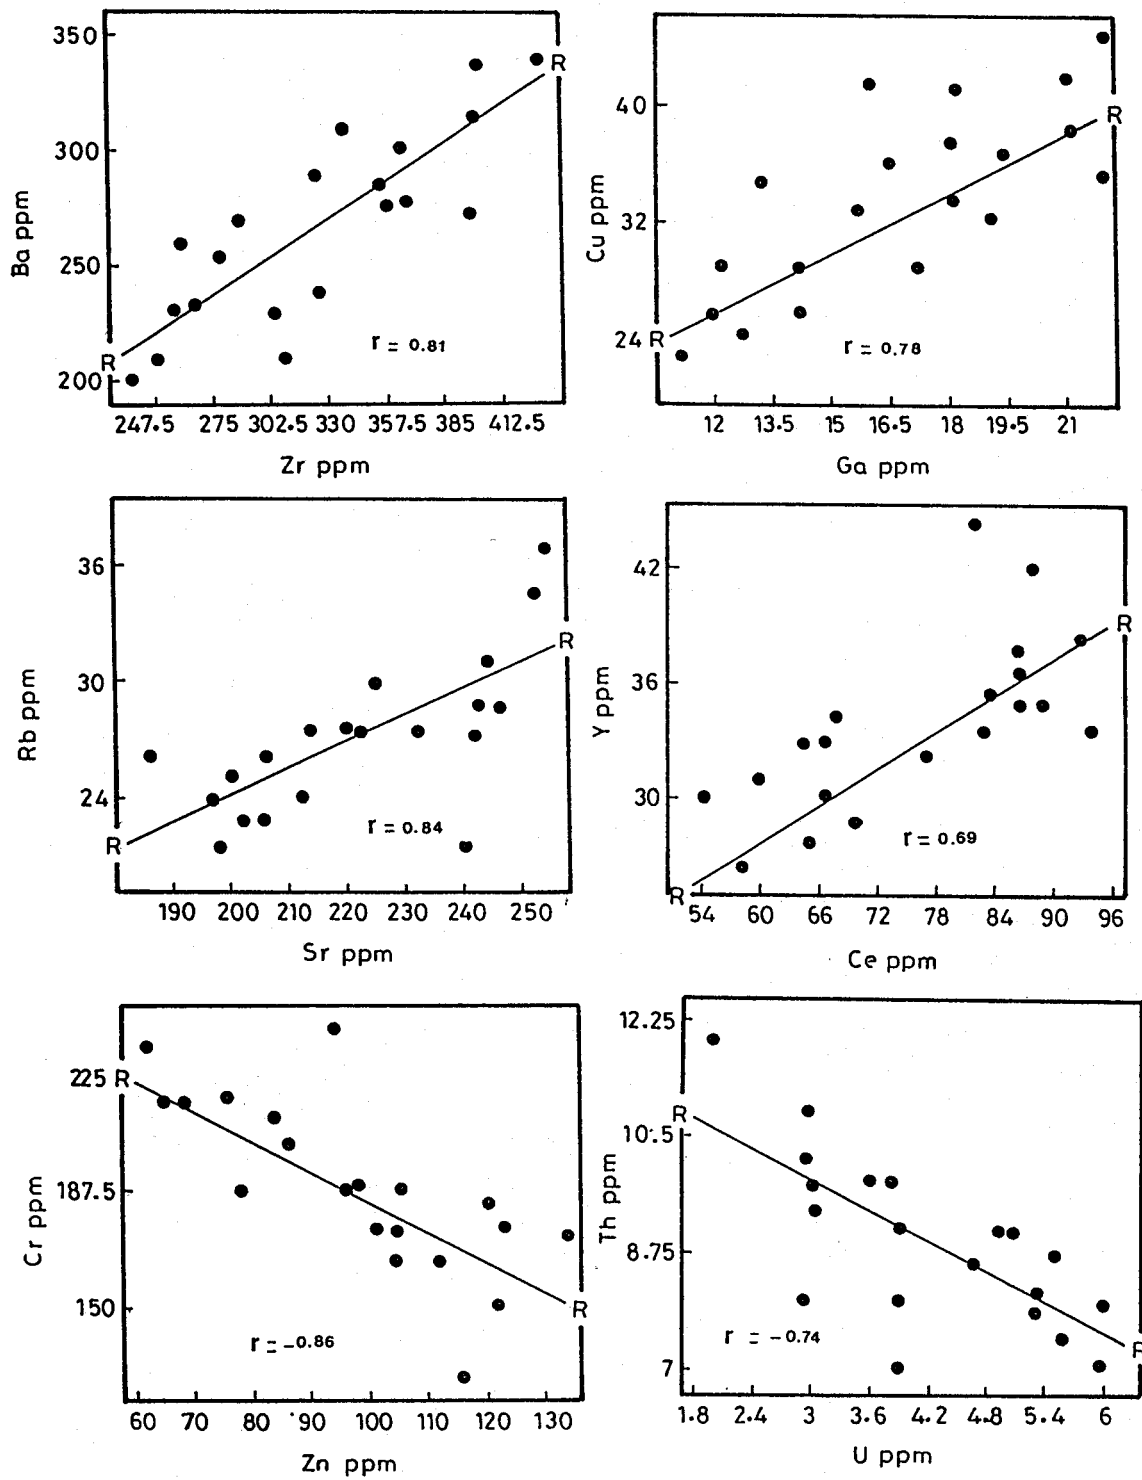 350
300
250
200
Ba ppm
R
R
r = 0.81
247.5 275 302.5 330 357.5 385 412.5
Zr ppm
40
32
24
Cu ppm
R
R
r = 0.78
12 13.5 15 16.5 18 19.5 21
Ga ppm
36
30
24
Rb ppm
R
R
r = 0.84
190 200 210 220 230 240 250
Sr ppm
42
36
30
Y ppm
R
R
r = 0.69
54 60 66 72 78 84 90 96
Ce ppm
225
187.5
150
Cr ppm
R
R
r = -0.86
60 70 80 90 100 110 120 130
Zn ppm
12.25
10.5
8.75
7
Th ppm
R
R
r = -0.74
1.8 2.4 3 3.6 4.2 4.8 5.4 6
U ppm